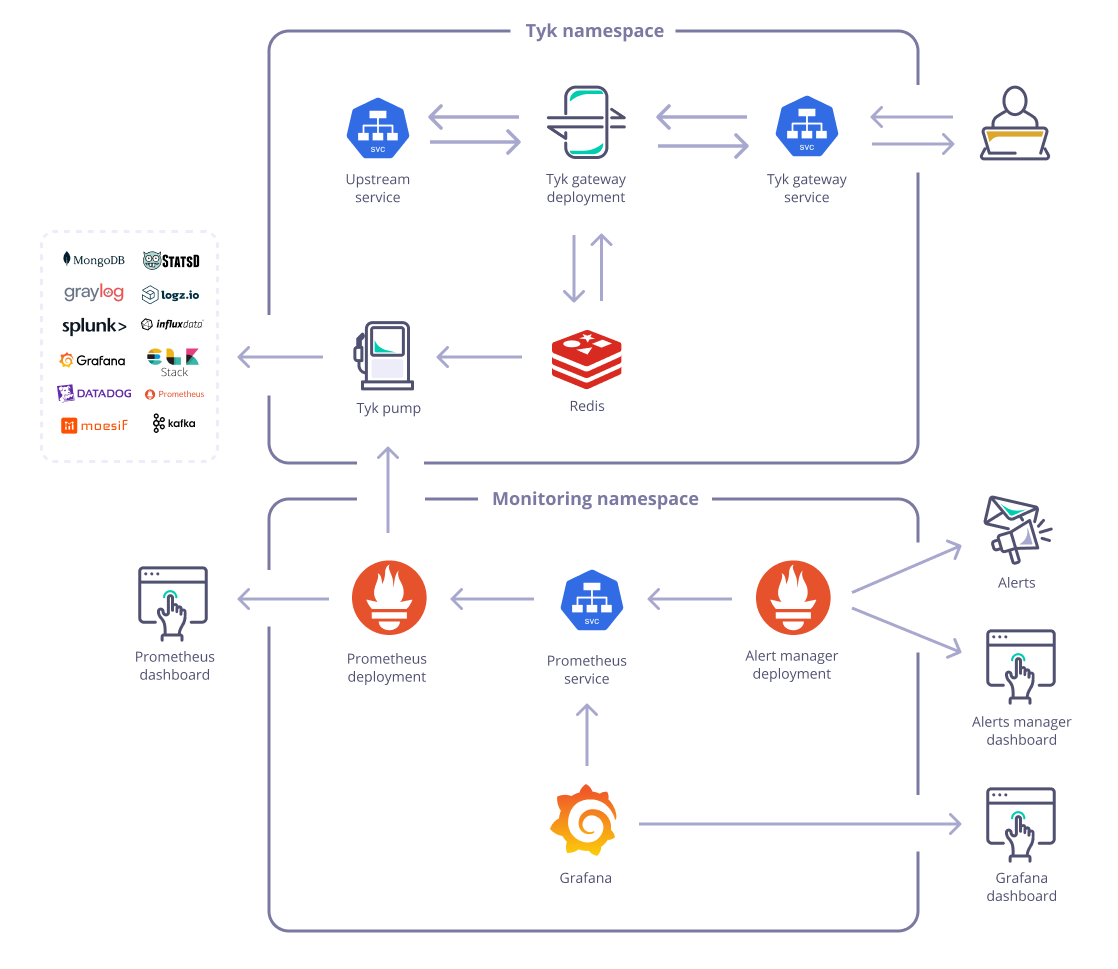 Tyk namespace
svc
svc
Upstream
service
Tyk gateway
deployment
Tyk gateway
service
MongoDB
STATSD
graylog
logz.io
splunk>
influxdata
Grafana
Stack
DATADOG
Prometheus
moesif
kafka
Tyk pump
Redis
Monitoring namespace
Alerts
svc
Prometheus
dashboard
Prometheus
deployment
Prometheus
service
Alert manager
deployment
Alerts manager
dashboard
Grafana
Grafana
dashboard